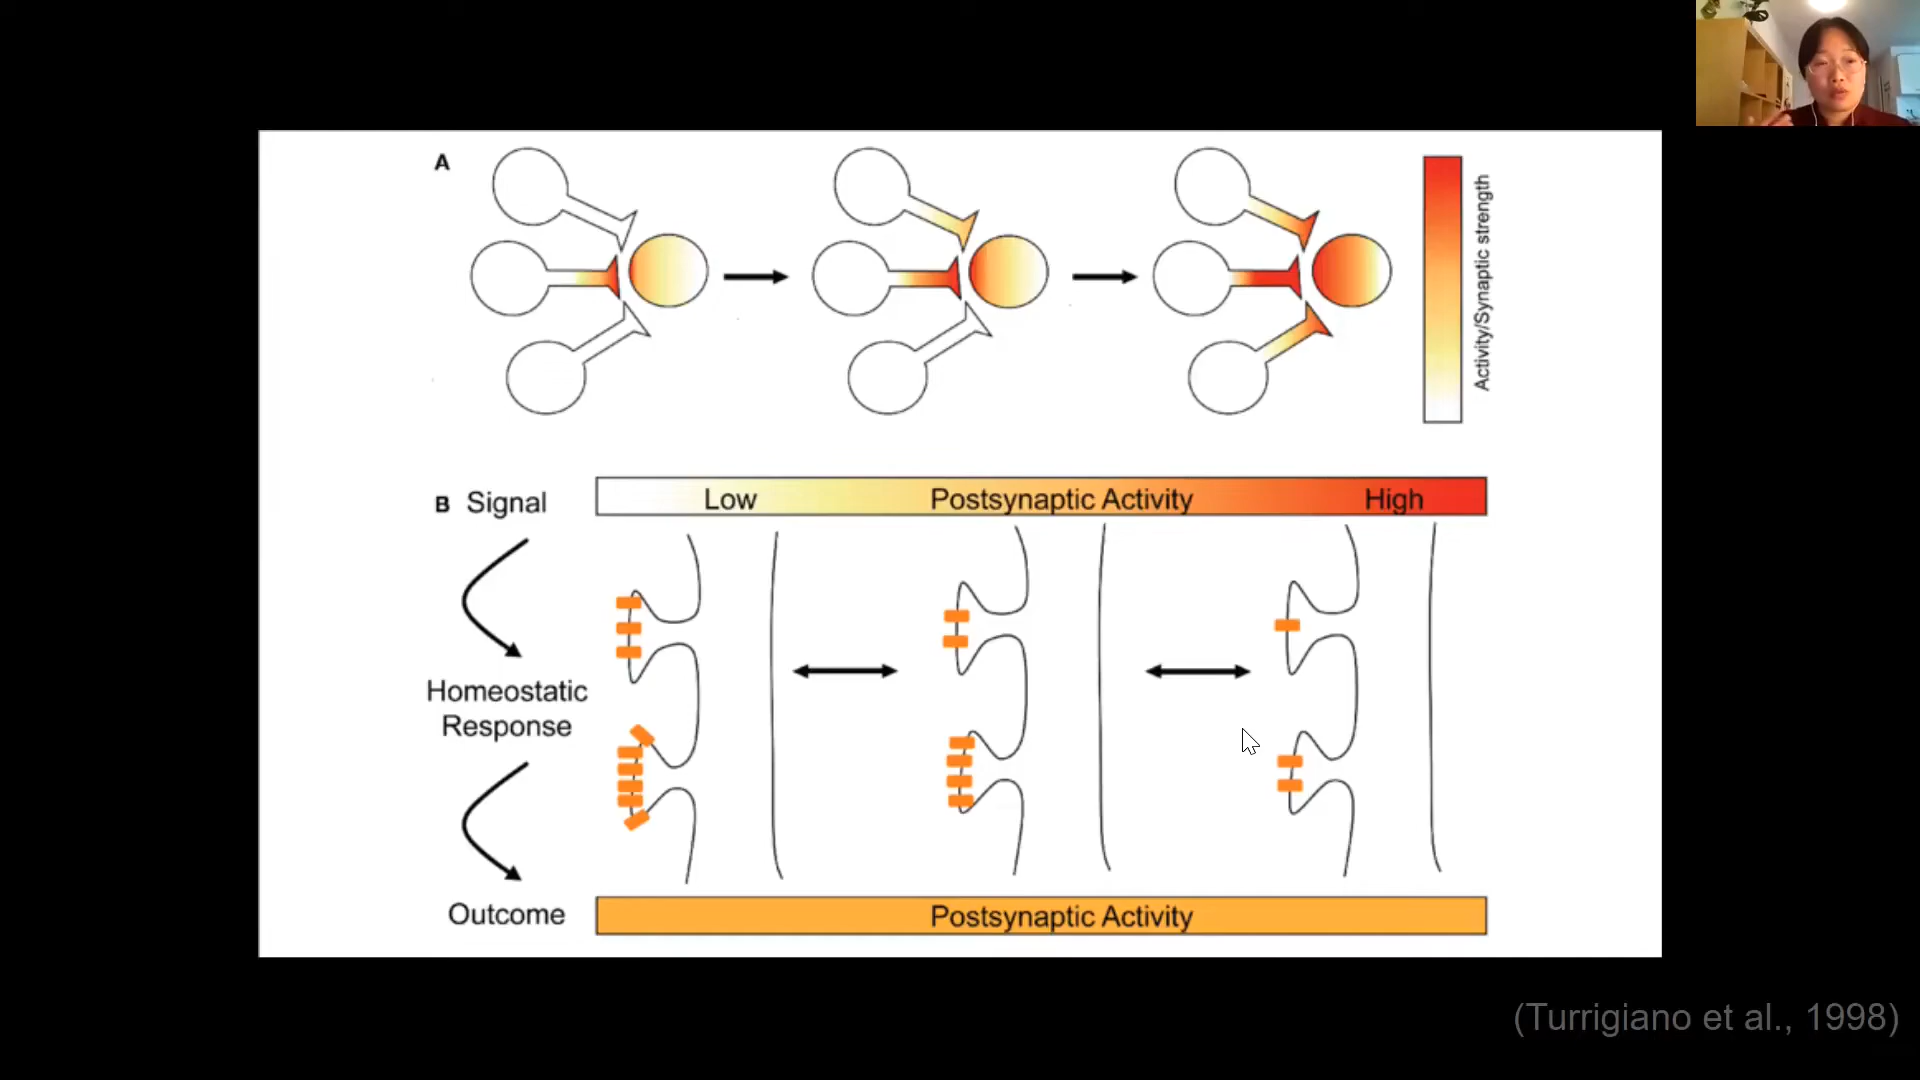 A
Activity/Synaptic strength
B Signal
Low Postsynaptic Activity High
Homeostatic
Response
Outcome
Postsynaptic Activity
(Turrigiano et al., 1998)